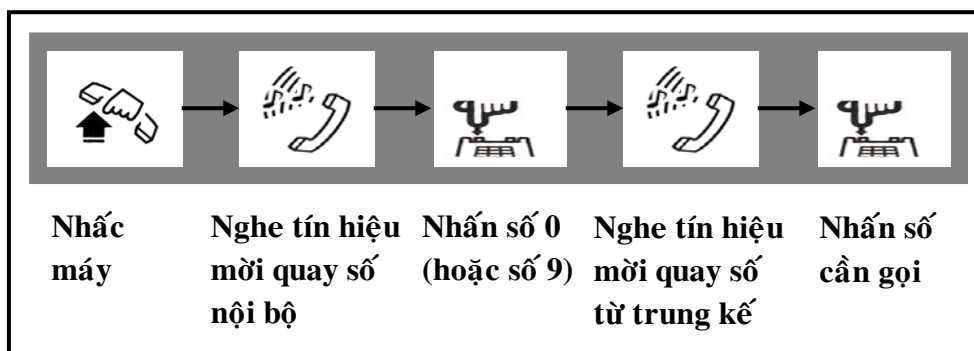 Nhấc
máy
Nghe tín hiệu
mời quay số
nội bộ
Nhấn số 0
(hoặc số 9)
Nghe tín hiệu
mời quay số
từ trung kế
Nhấn số
cần gọi